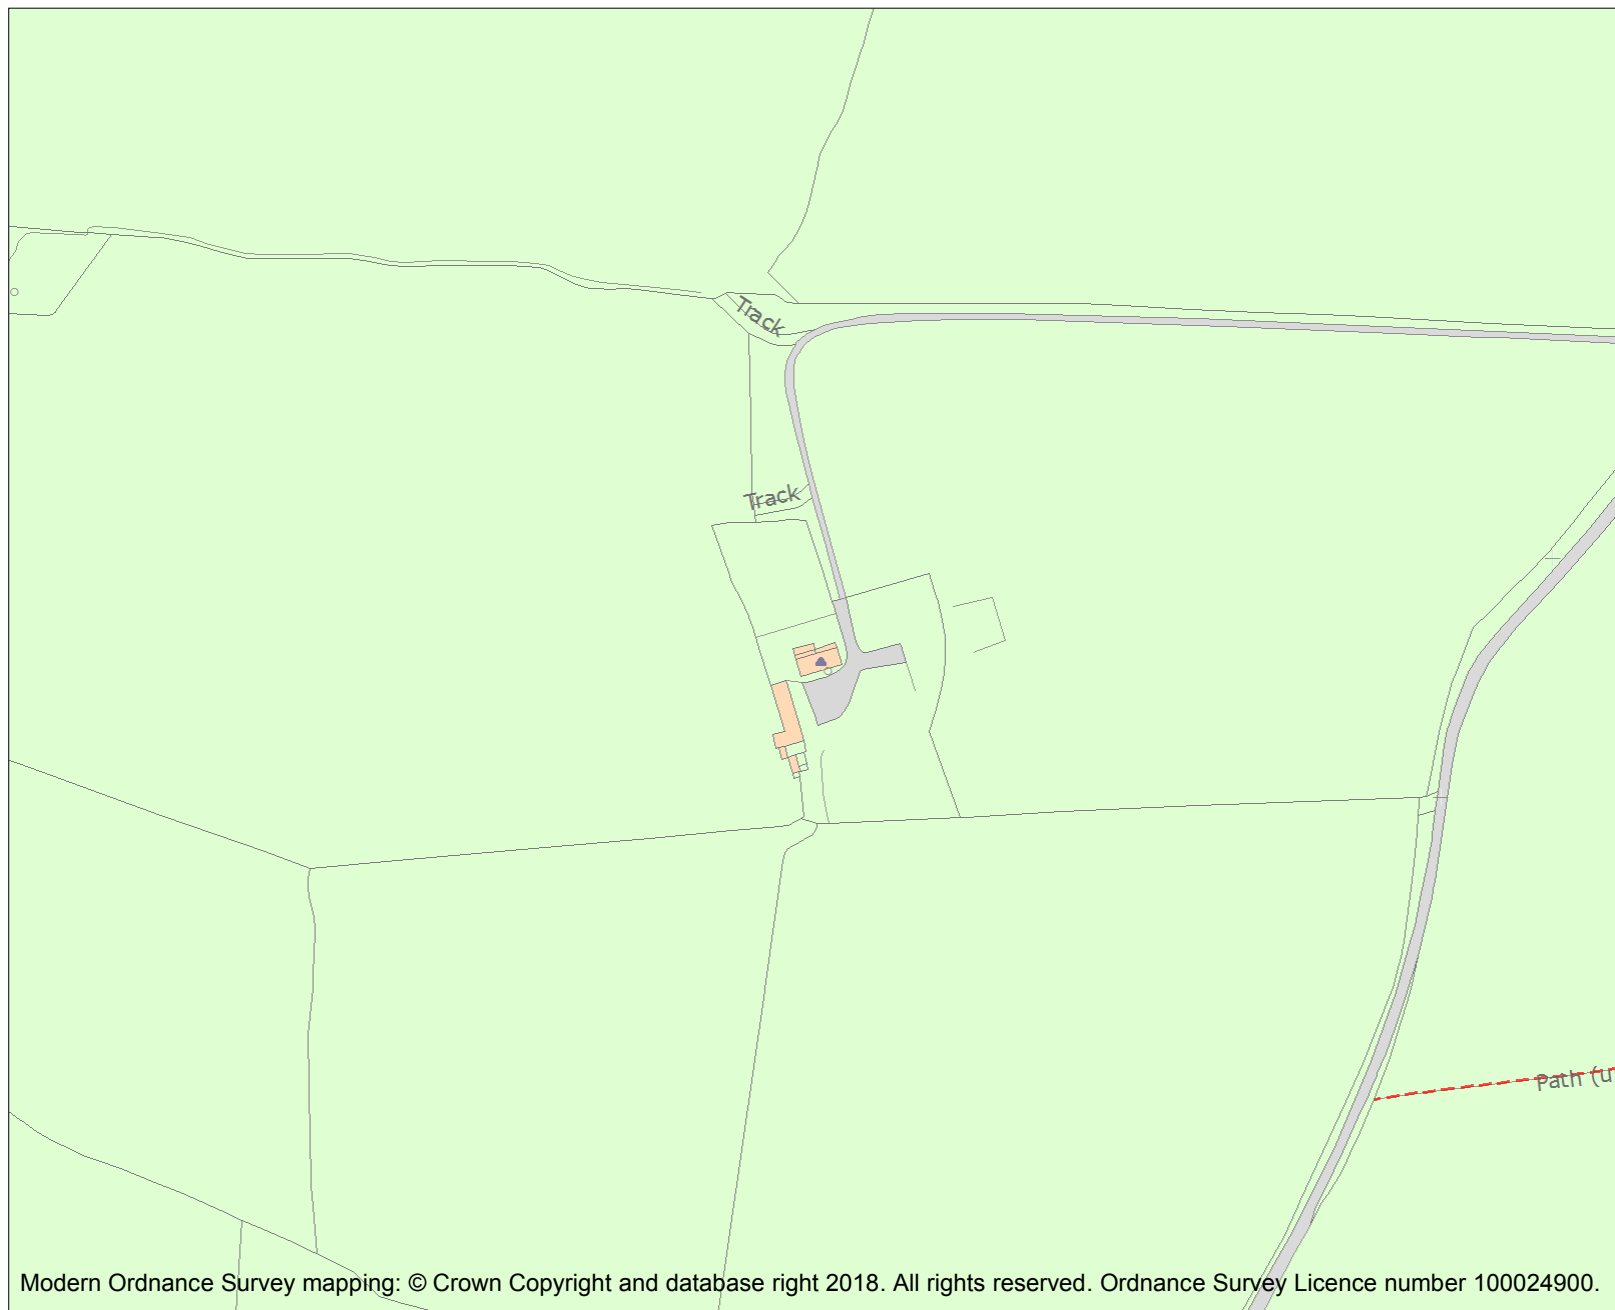 Track
Track
Path (u
Modern Ordnance Survey mapping: © Crown Copyright and database right 2018. All rights reserved. Ordnance Survey Licence number 100024900.